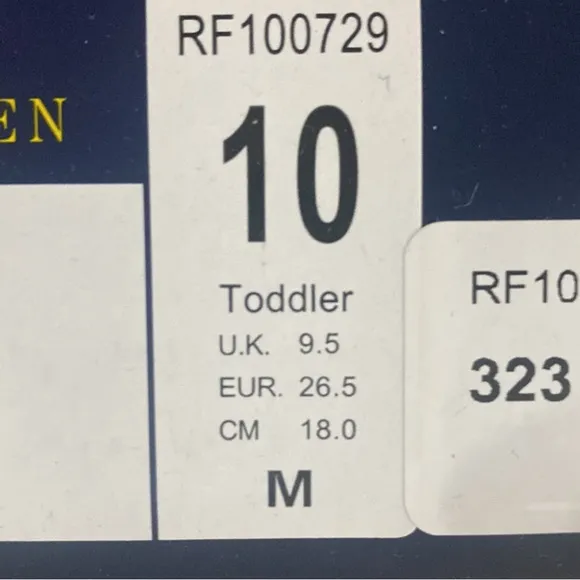 RF100729
EN
10
Toddler
U.K. 9.5
EUR. 26.5
CM 18.0
M
RF10
323